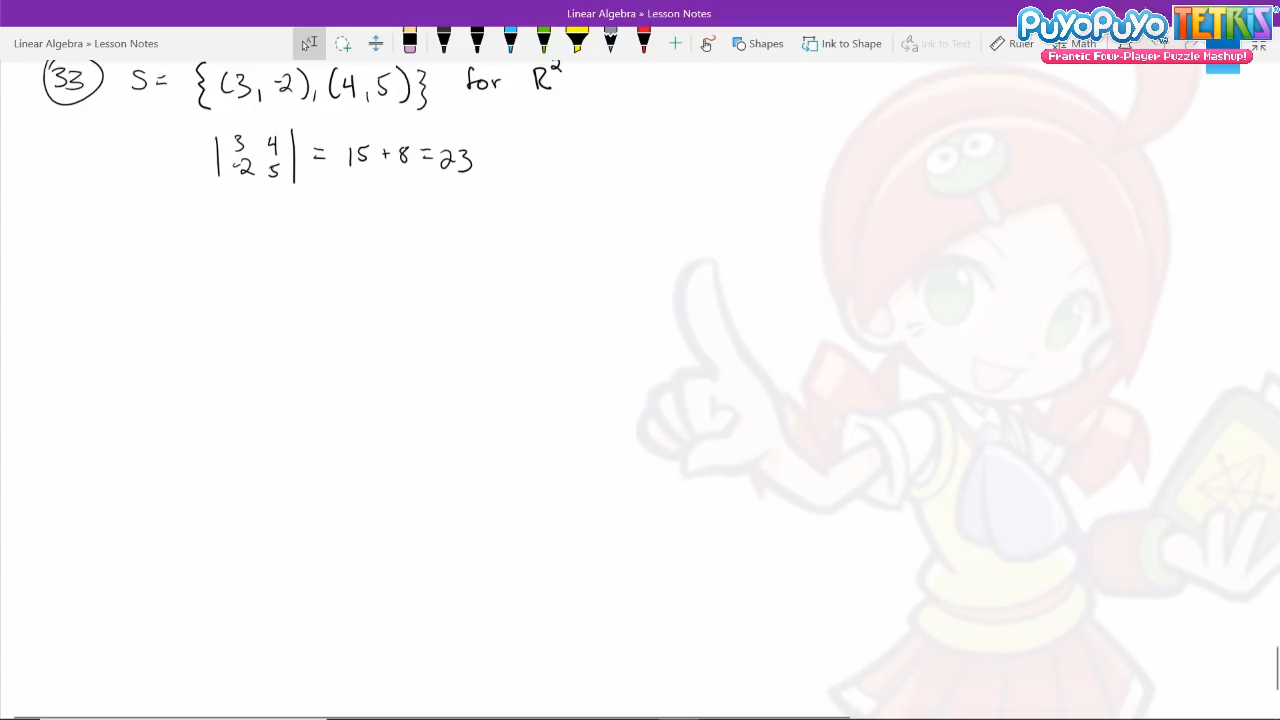 Linear Algebra » Lesson Notes
PUYOPUYO TETRIS
Linear Algebra » Lesson Notes
Shapes Ink to Shape Ink to Text Ruler Math
Frantic Four-Player Puzzle Mashup!
33 S = {(3, -2), (4, 5)} for R²
| 3 4 | = 15 + 8 = 23
| -2 5 |